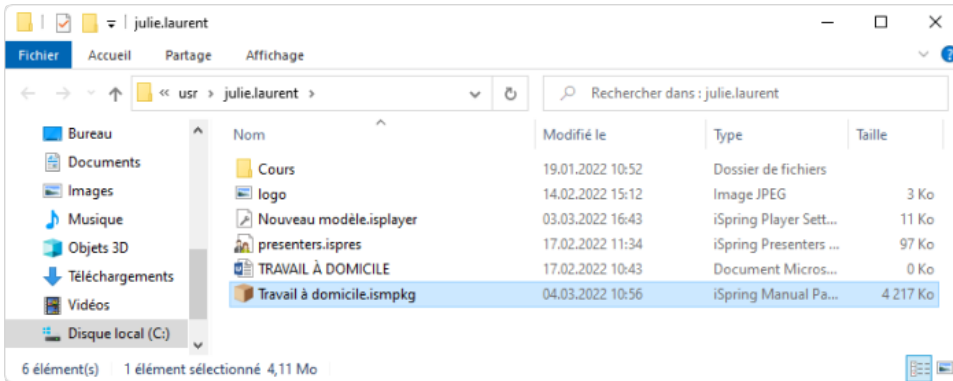 julie.laurent
Fichier Accueil Partage Affichage ?
« usr > julie.laurent > Rechercher dans : julie.laurent
Bureau
Documents
Images
Musique
Objets 3D
Téléchargements
Vidéos
Disque local (C:)
Nom Modifié le Type Taille
Cours 19.01.2022 10:52 Dossier de fichiers
logo 14.02.2022 15:12 Image JPEG 3 Ko
Nouveau modèle.isplayer 03.03.2022 16:43 iSpring Player Sett... 11 Ko
presenters.ispres 17.02.2022 11:34 iSpring Presenters ... 97 Ko
TRAVAIL À DOMICILE 17.02.2022 10:43 Document Micros... 0 Ko
Travail à domicile.ismpkg 04.03.2022 10:56 iSpring Manual Pa... 4 217 Ko
6 élément(s) 1 élément sélectionné 4,11 Mo